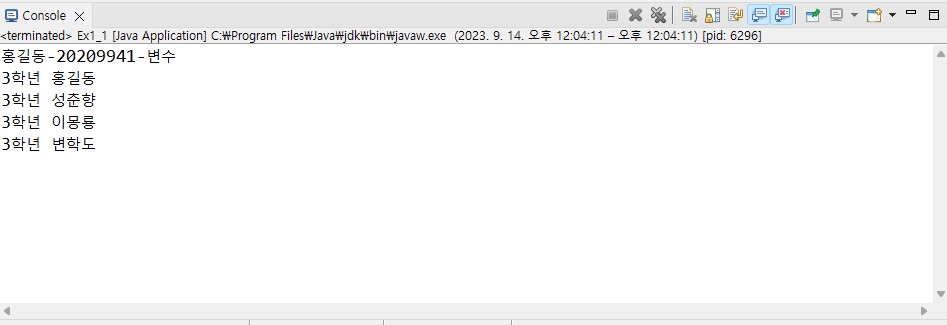 Console
<terminated> Ex1_1 [Java Application] C:₩Program Files₩Java₩jdk₩bin₩javaw.exe (2023. 9. 14. 오후 12:04:11 – 오후 12:04:11) [pid: 6296]
홍길동-20209941-변수
3학년 홍길동
3학년 성춘향
3학년 이몽룡
3학년 변학도